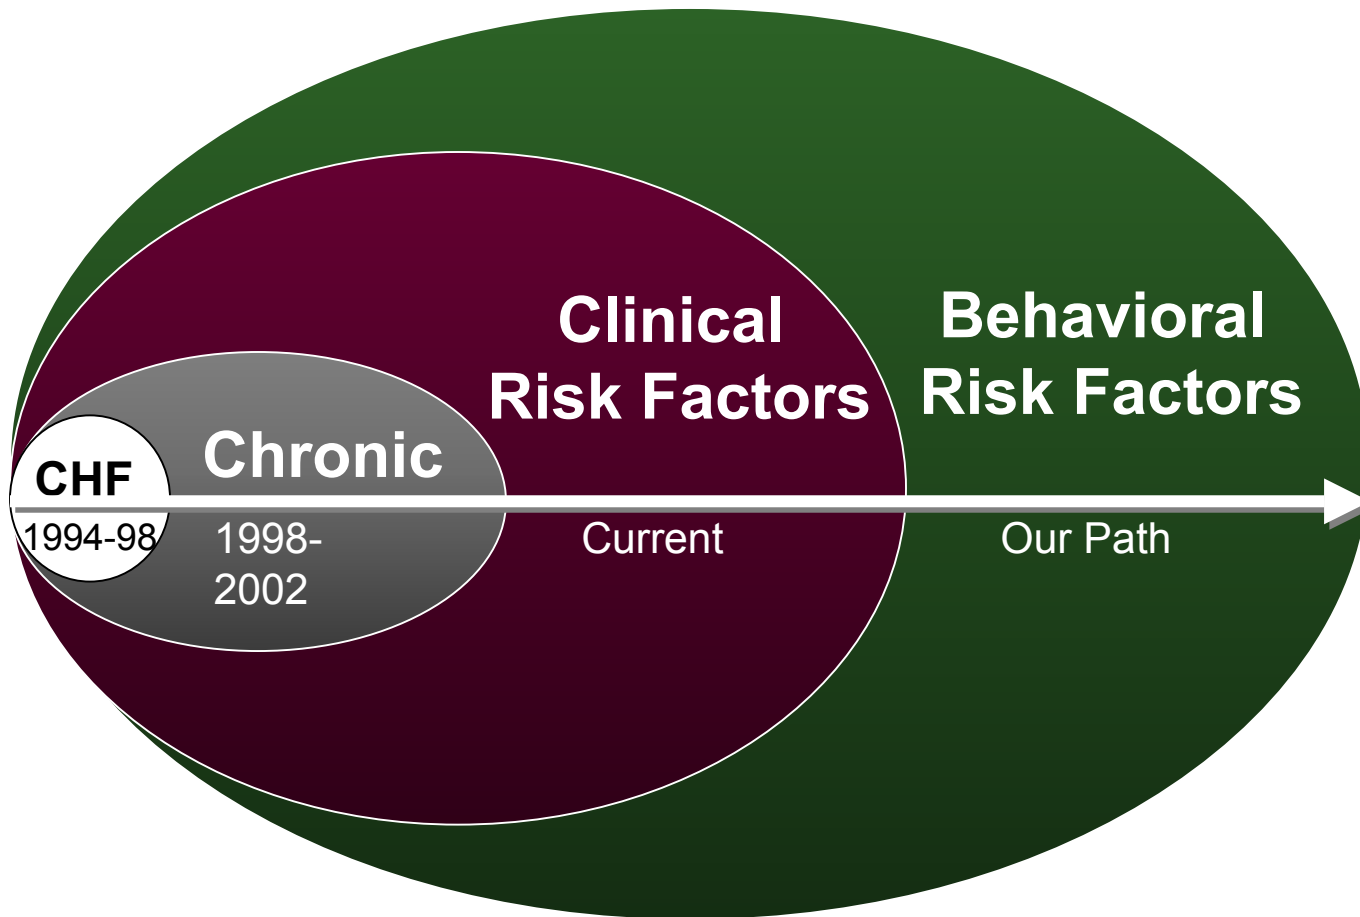 CHF
1994-98
Chronic
1998-
2002
Clinical
Risk Factors
Current
Behavioral
Risk Factors
Our Path